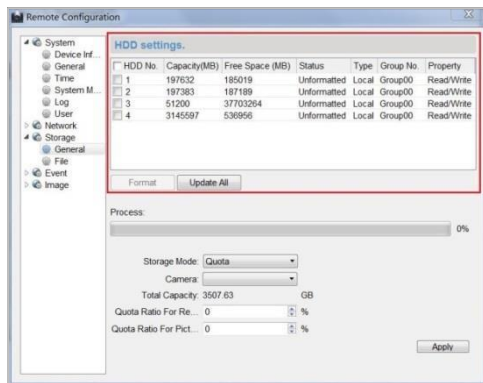 Remote Configuration
System
Device Inf...
General
Time
System M...
Log
User
Network
Storage
General
File
Event
Image
HDD settings.
HDD No. Capacity(MB) Free Space (MB) Status Type Group No. Property
1 197632 185019 Unformatted Local Group00 Read/Write
2 197383 187189 Unformatted Local Group00 Read/Write
3 51200 37703264 Unformatted Local Group00 Read/Write
4 3145597 536956 Unformatted Local Group00 Read/Write
Format Update All
Process:
0%
Storage Mode: Quota
Camera:
Total Capacity: 3507.63 GB
Quota Ratio For Re... 0 %
Quota Ratio For Pict... 0 %
Apply